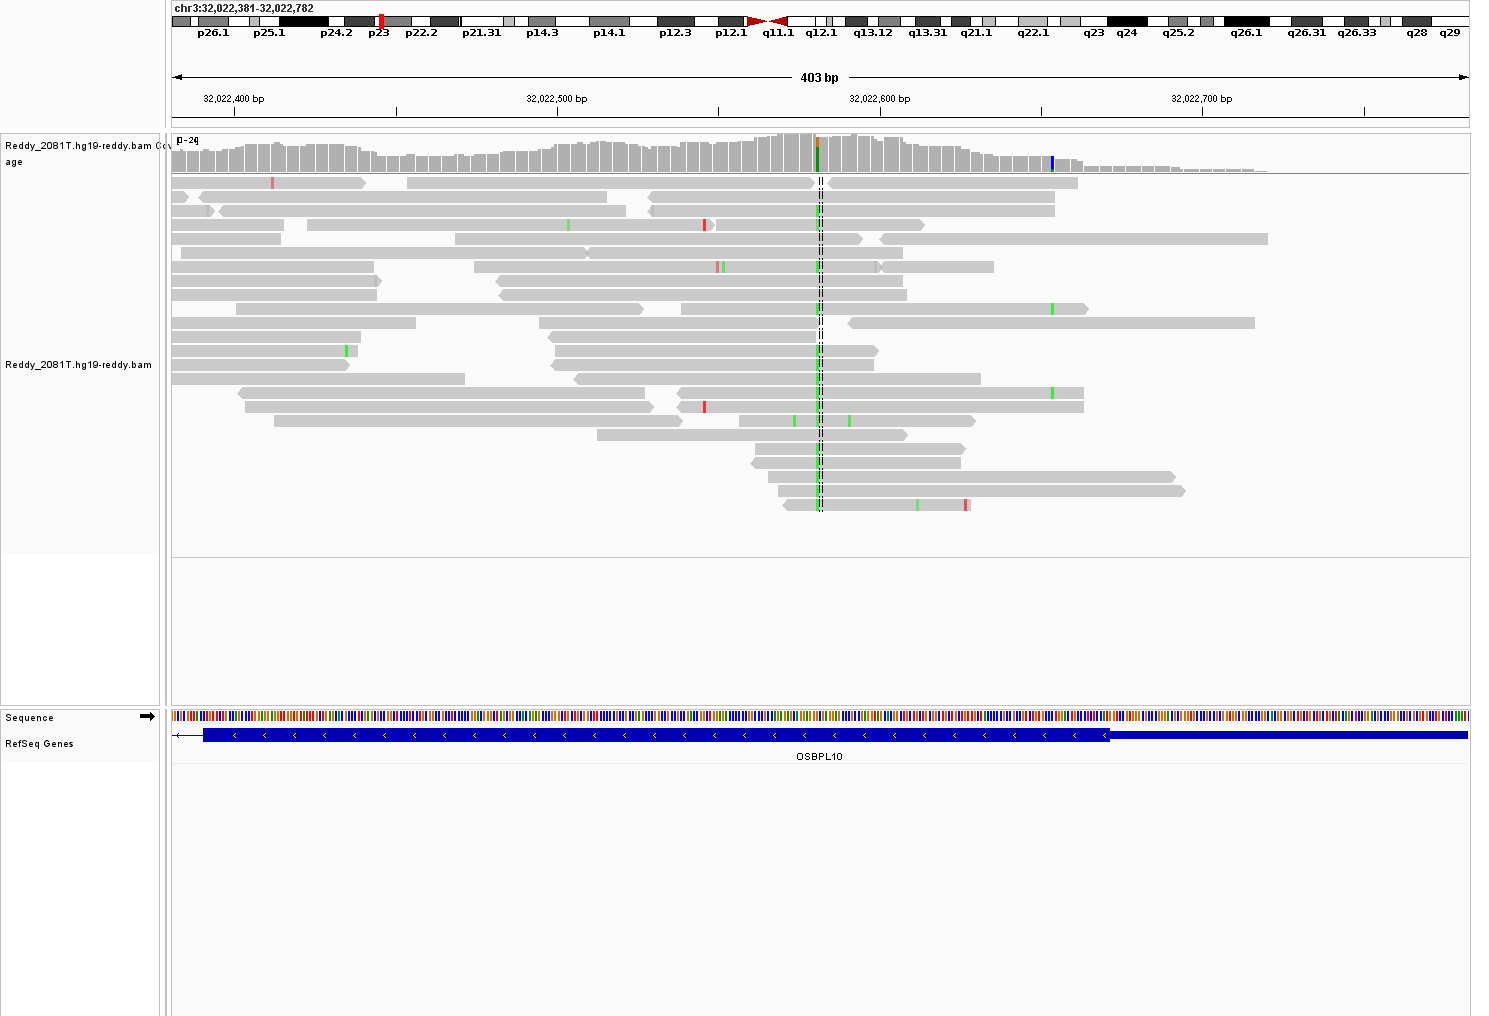 chr3:32,022,381-32,022,782
p26.1 p25.1 p24.2 p23 p22.2 p21.31 p14.3 p14.1 p12.3 p12.1 q11.1 q12.1 q13.12 q13.31 q21.1 q22.1 q23 q24 q25.2 q26.1 q26.31 q26.33 q28 q29
403 bp
32,022,400 bp 32,022,500 bp 32,022,600 bp 32,022,700 bp
Reddy_2081T.hg19-reddy.bam Cov
age
Reddy_2081T.hg19-reddy.bam
Sequence
RefSeq Genes
OSBPL10